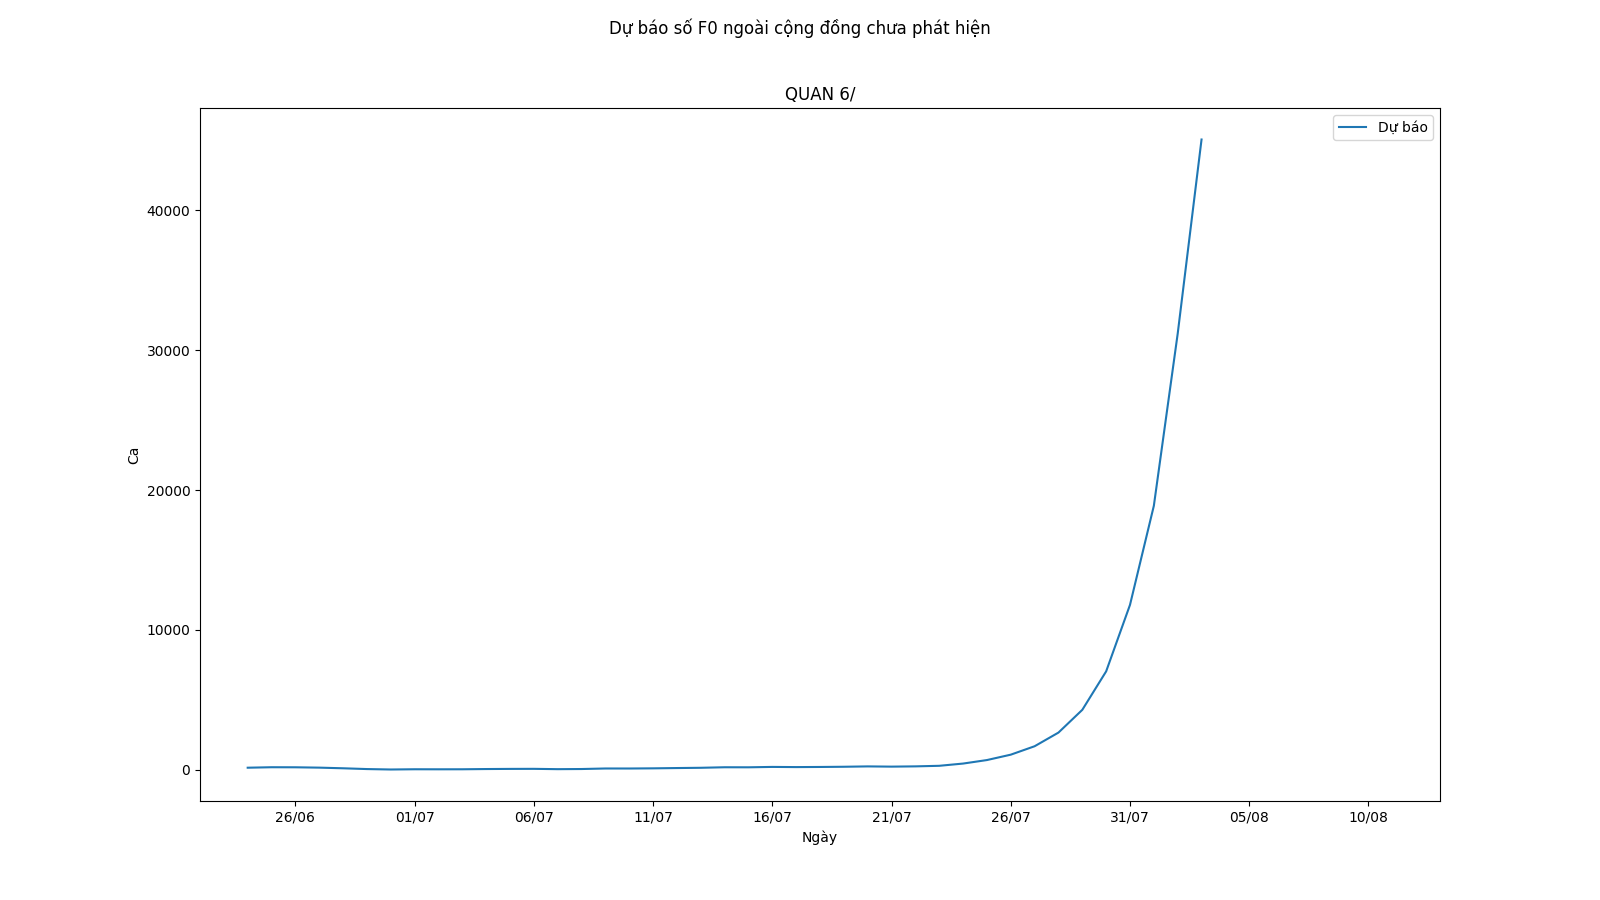 Dự báo số F0 ngoài cộng đồng chưa phát hiện
QUAN 6/
Dự báo
40000
30000
20000
10000
0
Ca
26/06 01/07 06/07 11/07 16/07 21/07 26/07 31/07 05/08 10/08
Ngày